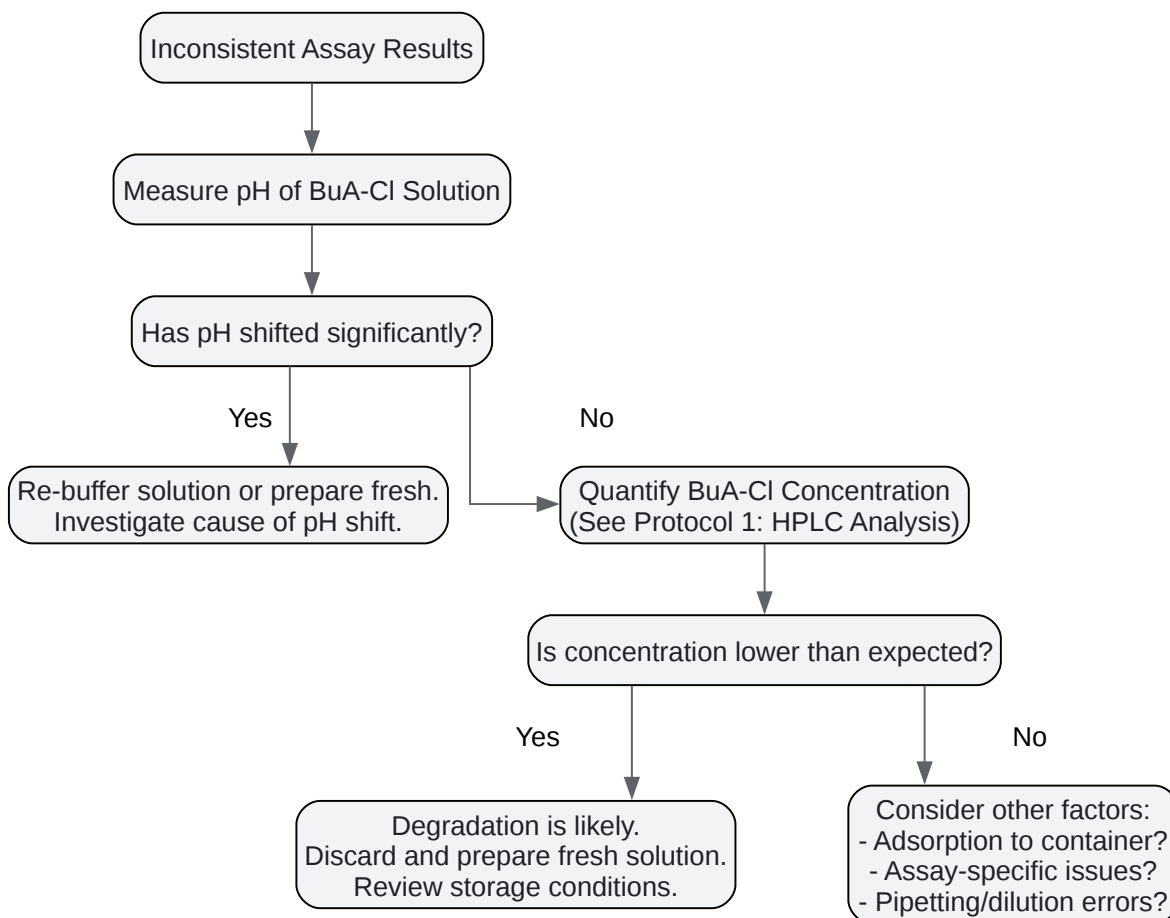 Inconsistent Assay Results
Measure pH of BuA-Cl Solution
Has pH shifted significantly?
Yes
No
Re-buffer solution or prepare fresh.
Investigate cause of pH shift.
Quantify BuA-Cl Concentration
(See Protocol 1: HPLC Analysis)
Is concentration lower than expected?
Yes
No
Degradation is likely.
Discard and prepare fresh solution.
Review storage conditions.
Consider other factors:
- Adsorption to container?
- Assay-specific issues?
- Pipetting/dilution errors?